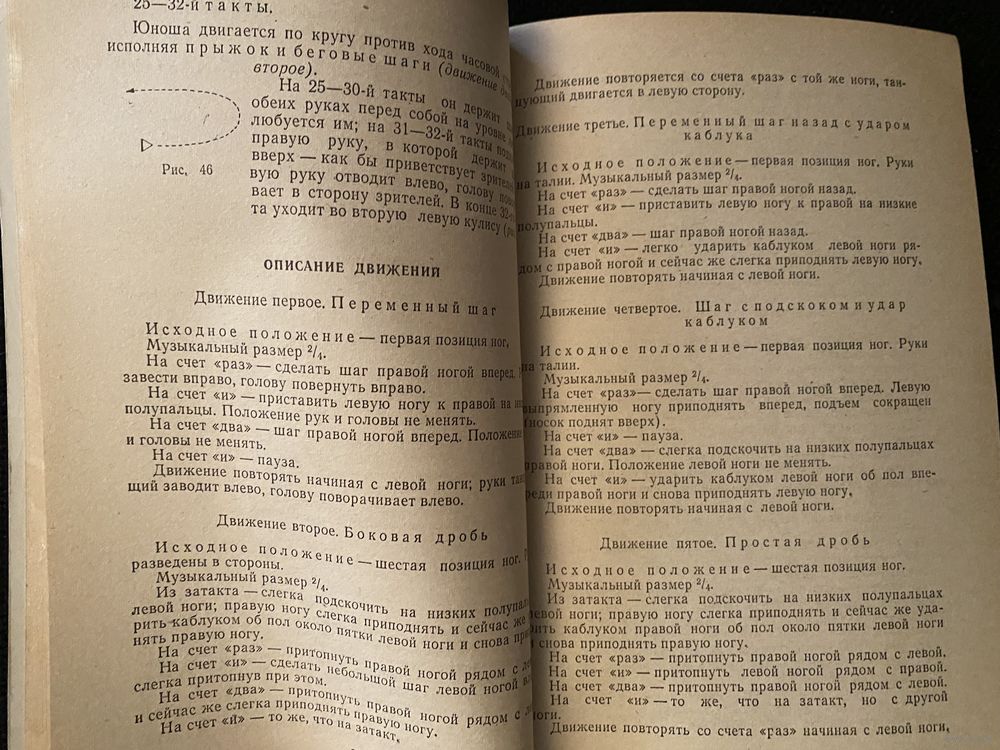 25—32-й такты.
Юноша двигается по кругу против хода часовой
исполняя прыжок и беговые шаги (движение
второе).
На 25—30-й такты он держит
обеих руках перед собой на уровне
любуется им; на 31—32-й такты
правую руку, в которой держит
вверх — как бы приветствует
вую руку отводит влево, голову
вает в сторону зрителей. В конце
та уходит во вторую левую кулису
Рис. 46
ОПИСАНИЕ ДВИЖЕНИЙ
Движение первое. Переменный шаг
Исходное положение — первая позиция ног.
Музыкальный размер 2/4.
На счет «раз» — сделать шаг правой ногой вперед.
завести вправо, голову повернуть вправо.
На счет «и» — приставить левую ногу к правой на
полупальцы. Положение рук и головы не менять.
На счет «два» — шаг правой ногой вперед. Положение
и головы не менять.
На счет «и» — пауза.
Движение повторять начиная с левой ноги; руки
щий заводит влево, голову поворачивает влево.
Движение второе. Боковая дробь
Исходное положение — шестая позиция ног.
разведены в стороны.
Музыкальный размер 2/4.
Из затакта — слегка подскочить на низких
левой ноги; правую ногу слегка приподнять и сейчас же
рить каблуком об пол около пятки левой ноги и снова
нять правую ногу.
На счет «раз» — притопнуть правой ногой рядом с
На счет «и» — сделать небольшой шаг левой ногой
слегка притопнув при этом.
На счет «два» — притопнуть правой ногой рядом с
и сейчас же слегка приподнять правую ногу.
На счет «и» — то же, что на затакт.
Движение повторяется со счета «раз» с той же ноги, тан-
цующий двигается в левую сторону.
Движение третье. Переменный шаг назад с ударом
каблука
Исходное положение — первая позиция ног. Руки
на талии. Музыкальный размер 2/4.
На счет «раз» — сделать шаг правой ногой назад.
На счет «и» — приставить левую ногу к правой на низкие
полупальцы.
На счет «два» — шаг правой ногой назад.
На счет «и» — легко ударить каблуком левой ноги ря-
дом с правой ногой и сейчас же слегка приподнять левую ногу.
Движение повторять начиная с левой ноги.
Движение четвертое. Шаг с подскоком и удар
каблуком
Исходное положение — первая позиция ног. Руки
на талии.
Музыкальный размер 2/4.
На счет «раз» — сделать шаг правой ногой вперед. Левую
выпрямленную ногу приподнять вперед, подъем сокращен
(носок поднят вверх).
На счет «и» — пауза.
На счет «два» — слегка подскочить на низких полупальцах
правой ноги. Положение левой ноги не менять.
На счет «и» — ударить каблуком левой ноги об пол впе-
реди правой ноги и снова приподнять левую ногу.
Движение повторять начиная с левой ноги.
Движение пятое. Простая дробь
Исходное положение — шестая позиция ног.
Музыкальный размер 2/4.
Из затакта — слегка подскочить на низких полупальцах
левой ноги; правую ногу слегка приподнять и сейчас же уда-
рить каблуком правой ноги об пол около пятки левой ноги
и снова приподнять правую ногу.
На счет «раз» — притопнуть правой ногой рядом с левой.
На счет «и» — притопнуть левой ногой рядом с правой.
На счет «два» — притопнуть правой ногой рядом с левой.
На счет «и» — то же, что на затакт, но с другой
ноги.
Движение повторять со счета «раз» начиная с левой ноги,